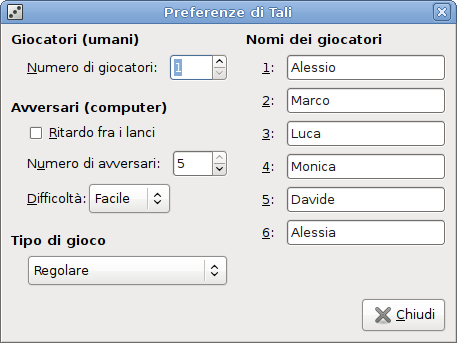 Preferenze di Tali
Giocatori (umani)
Numero di giocatori: 1
Avversari (computer)
Ritardo fra i lanci
Numero di avversari: 5
Difficoltà: Facile
Tipo di gioco
Regolare
Nomi dei giocatori
1: Alessio
2: Marco
3: Luca
4: Monica
5: Davide
6: Alessia
Chiudi